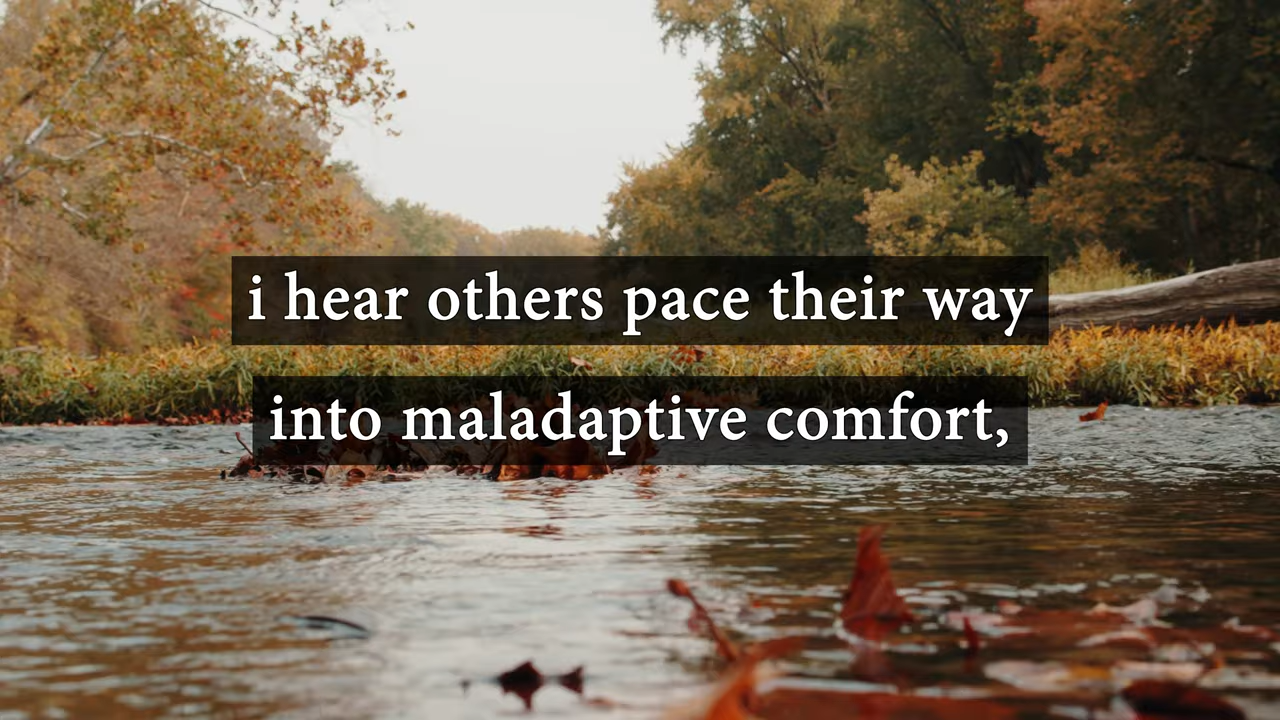 i hear others pace their way
into maladaptive comfort,